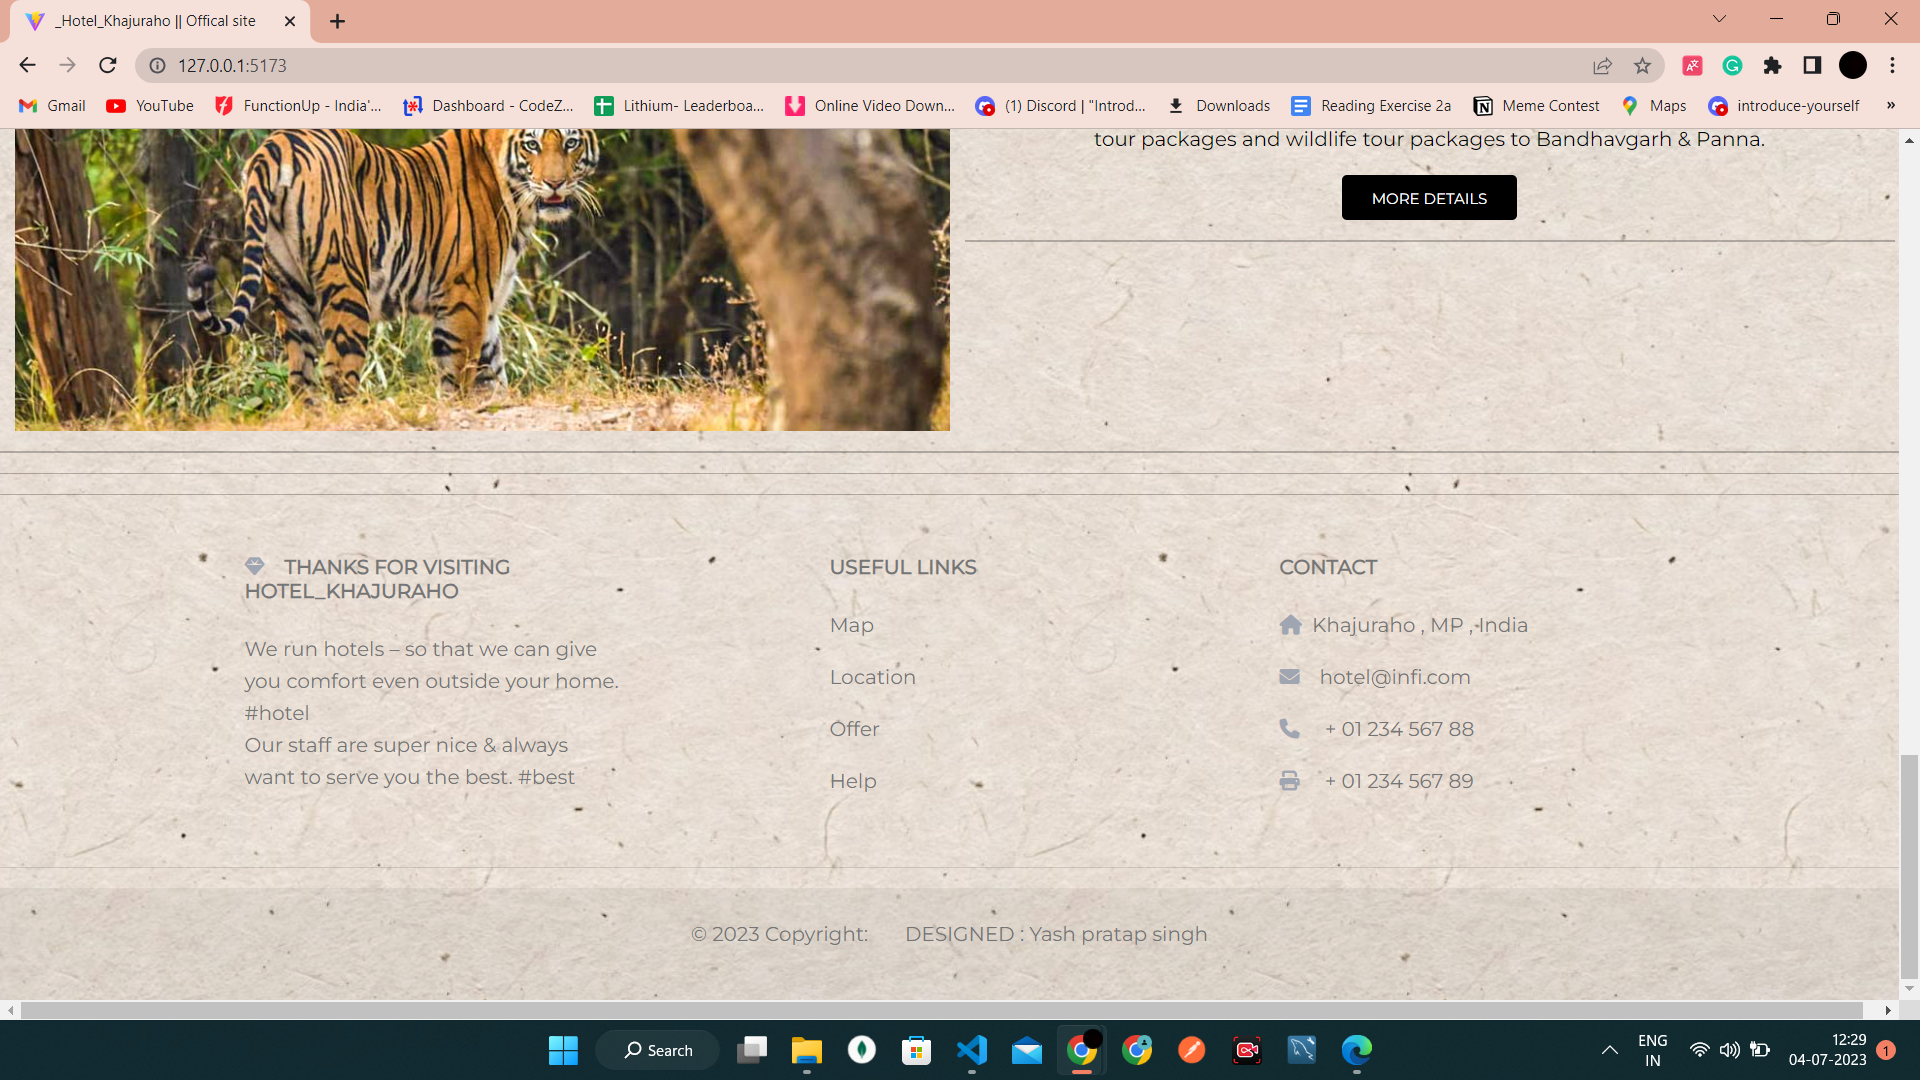 _Hotel_Khajuraho || Offical site
127.0.0.1:5173
Gmail
YouTube
FunctionUp - India'...
Dashboard - CodeZ...
Lithium- Leaderboa...
Online Video Down...
(1) Discord | "Introd...
Downloads
Reading Exercise 2a
Meme Contest
Maps
introduce-yourself
»
tour packages and wildlife tour packages to Bandhavgarh & Panna.
MORE DETAILS
THANKS FOR VISITING
HOTEL_KHAJURAHO
We run hotels – so that we can give
you comfort even outside your home.
#hotel
Our staff are super nice & always
want to serve you the best. #best
USEFUL LINKS
Map
Location
Offer
Help
CONTACT
Khajuraho , MP , India
hotel@infi.com
+ 01 234 567 88
+ 01 234 567 89
© 2023 Copyright: DESIGNED : Yash pratap singh
Search
ENG
IN
12:29
04-07-2023
1